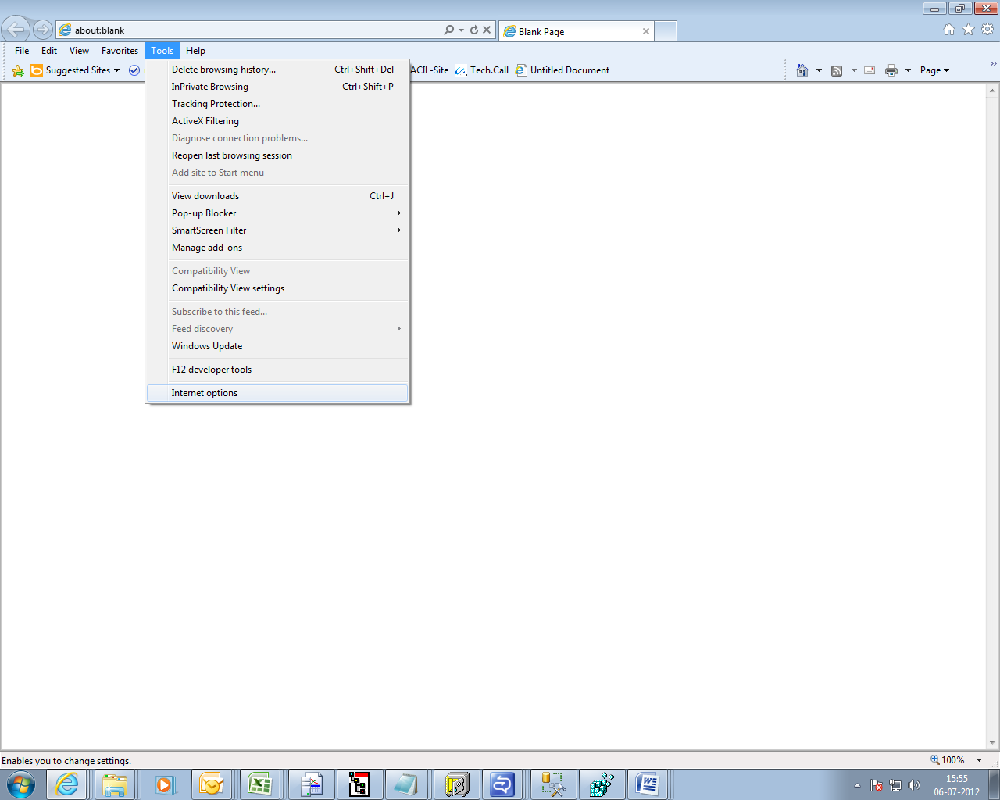 about:blank
Blank Page
File Edit View Favorites Tools Help
Suggested Sites ACIL-Site Tech.Call Untitled Document Page
Delete browsing history... Ctrl+Shift+Del
InPrivate Browsing Ctrl+Shift+P
Tracking Protection...
ActiveX Filtering
Diagnose connection problems...
Reopen last browsing session
Add site to Start menu
View downloads Ctrl+J
Pop-up Blocker
SmartScreen Filter
Manage add-ons
Compatibility View
Compatibility View settings
Subscribe to this feed...
Feed discovery
Windows Update
F12 developer tools
Internet options
Enables you to change settings. 100%
15:55
06-07-2012